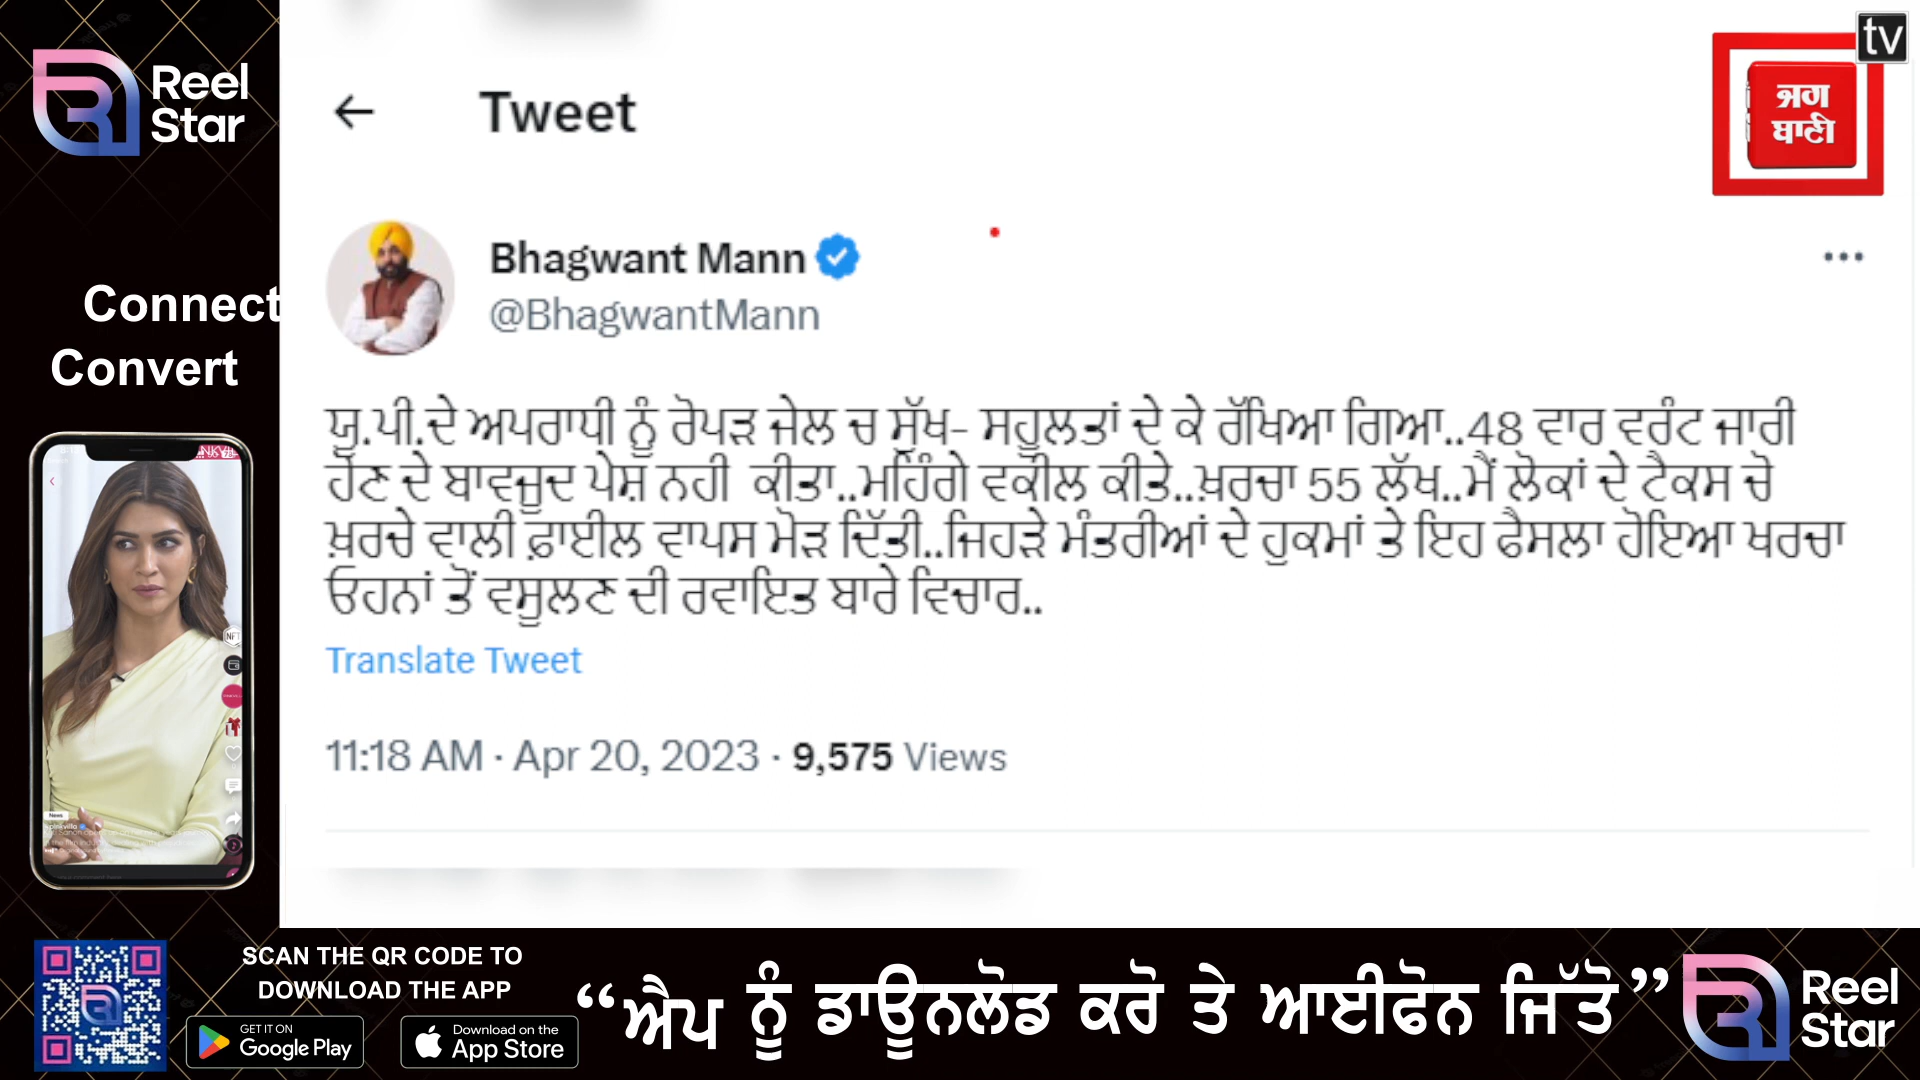 Reel
Star
Connect
Convert
Tweet
tv
ਜਗ
ਬਾਣੀ
Bhagwant Mann
@BhagwantMann
ਯੂ.ਪੀ.ਦੇ ਅਪਰਾਧੀ ਨੂੰ ਰੋਪੜ ਜੇਲ ਚ ਸੁੱਖ- ਸਹੂਲਤਾਂ ਦੇ ਕੇ ਰੱਖਿਆ ਗਿਆ..48 ਵਾਰ ਵਰੰਟ ਜਾਰੀ
ਹੋਣ ਦੇ ਬਾਵਜੂਦ ਪੇਸ਼ ਨਹੀ ਕੀਤਾ..ਮਹਿੰਗੇ ਵਕੀਲ ਕੀਤੇ..ਖ਼ਰਚਾ 55 ਲੱਖ..ਮੈਂ ਲੋਕਾਂ ਦੇ ਟੈਕਸ ਚੋ
ਖ਼ਰਚੇ ਵਾਲੀ ਫ਼ਾਈਲ ਵਾਪਸ ਮੋੜ ਦਿੱਤੀ..ਜਿਹੜੇ ਮੰਤਰੀਆਂ ਦੇ ਹੁਕਮਾਂ ਤੇ ਇਹ ਫੈਸਲਾ ਹੋਇਆ ਖਰਚਾ
ਓਹਨਾਂ ਤੋਂ ਵਸੂਲਣ ਦੀ ਰਵਾਇਤ ਬਾਰੇ ਵਿਚਾਰ..
Translate Tweet
11:18 AM · Apr 20, 2023 · 9,575 Views
NFT
News
SCAN THE QR CODE TO
DOWNLOAD THE APP
GET IT ON
Google Play
Download on the
App Store
“ਐਪ ਨੂੰ ਡਾਊਨਲੋਡ ਕਰੋ ਤੇ ਆਈਫੋਨ ਜਿੱਤੋ”
Reel
Star